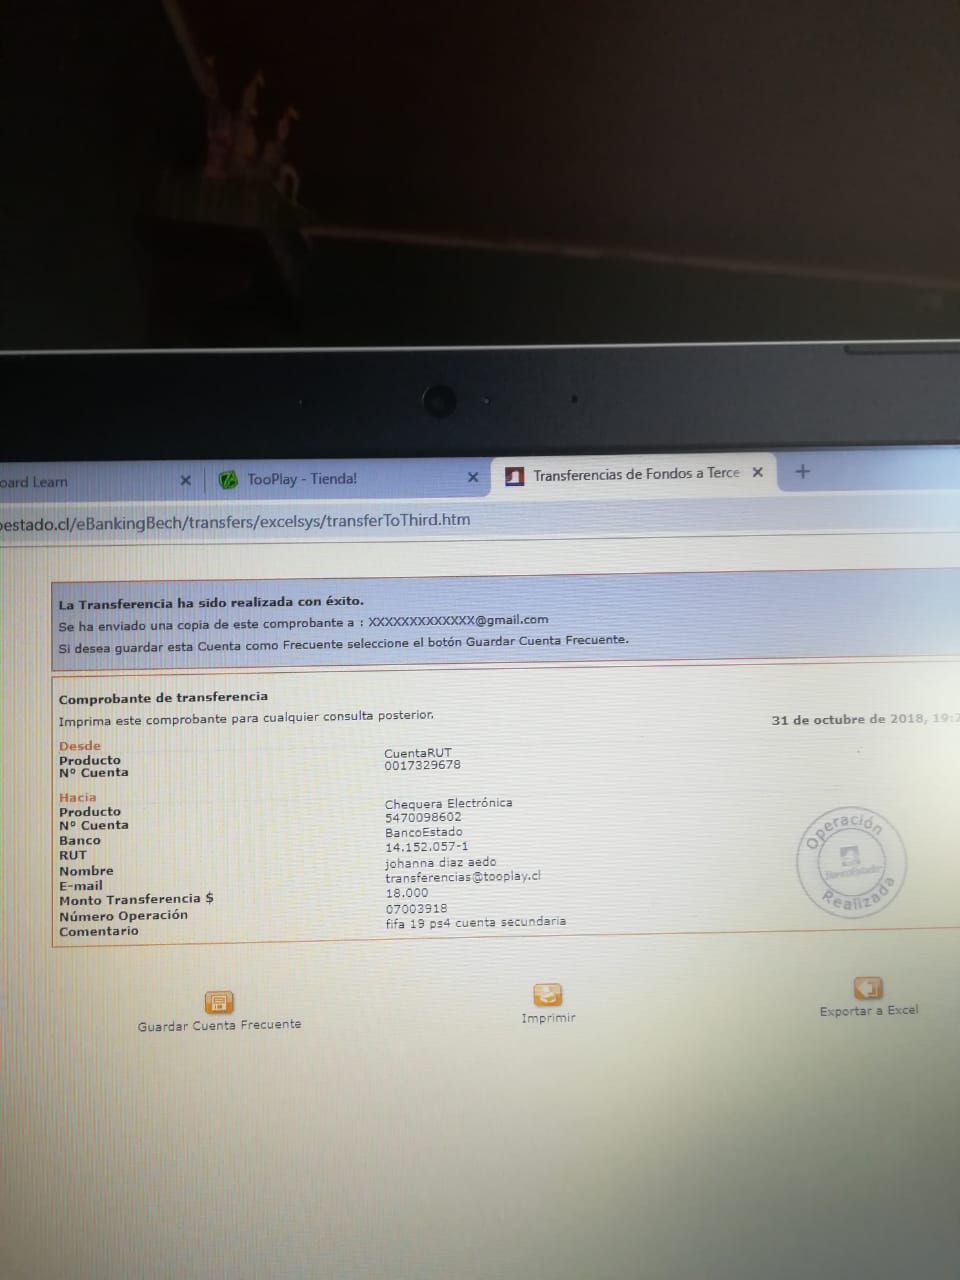 oard Learn
TooPlay - Tienda!
Transferencias de Fondos a Terce
oestado.cl/eBankingBech/transfers/excelsys/transferToThird.htm
La Transferencia ha sido realizada con éxito.
Se ha enviado una copia de este comprobante a : XXXXXXXXXXXXX@gmail.com
Si desea guardar esta Cuenta como Frecuente seleccione el botón Guardar Cuenta Frecuente.
Comprobante de transferencia
Imprima este comprobante para cualquier consulta posterior.
31 de octubre de 2018, 19:2
Desde
Producto CuentaRUT
Nº Cuenta 0017329678
Hacia
Producto Chequera Electrónica
Nº Cuenta 5470098602
Banco BancoEstado
RUT 14.152.057-1
Nombre johanna diaz aedo
E-mail transferencias@tooplay.cl
Monto Transferencia $ 18.000
Número Operación 07003918
Comentario fifa 19 ps4 cuenta secundaria
Operación
BancoEstado
Realizada
Guardar Cuenta Frecuente
Imprimir
Exportar a Excel